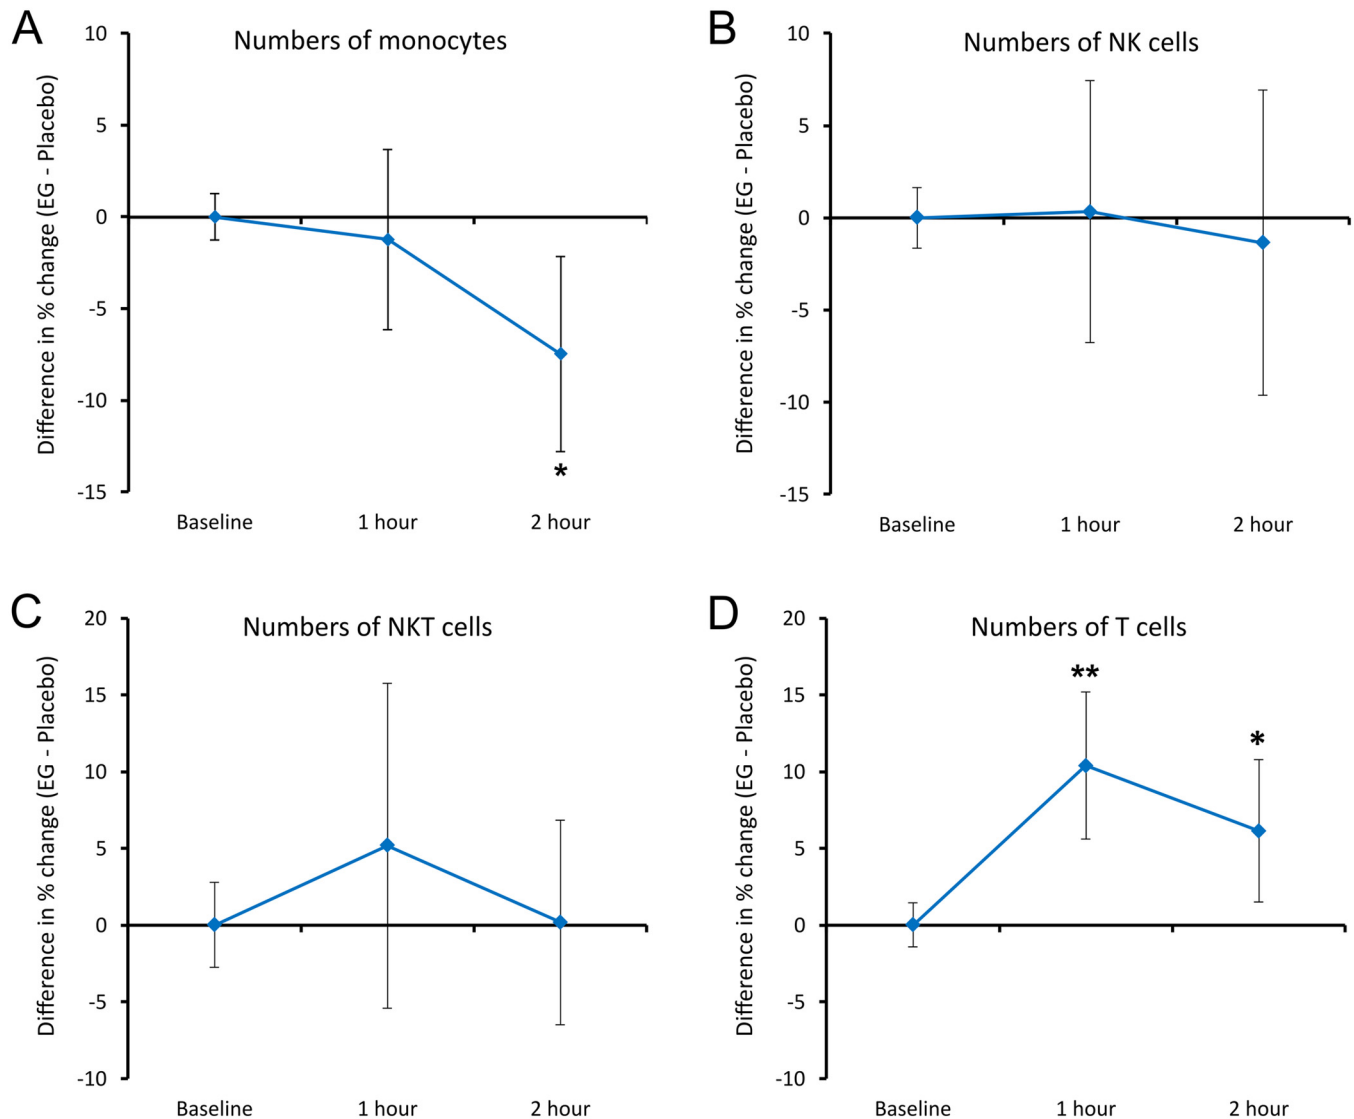 A
Numbers of monocytes
Difference in % change (EG - Placebo)
10
5
0
-5
-10
-15
*
Baseline
1 hour
2 hour
B
Numbers of NK cells
Difference in % change (EG - Placebo)
10
5
0
-5
-10
-15
Baseline
1 hour
2 hour
C
Numbers of NKT cells
Difference in % change (EG - Placebo)
20
15
10
5
0
-5
-10
Baseline
1 hour
2 hour
D
Numbers of T cells
Difference in % change (EG - Placebo)
20
15
10
5
0
-5
-10
**
*
Baseline
1 hour
2 hour